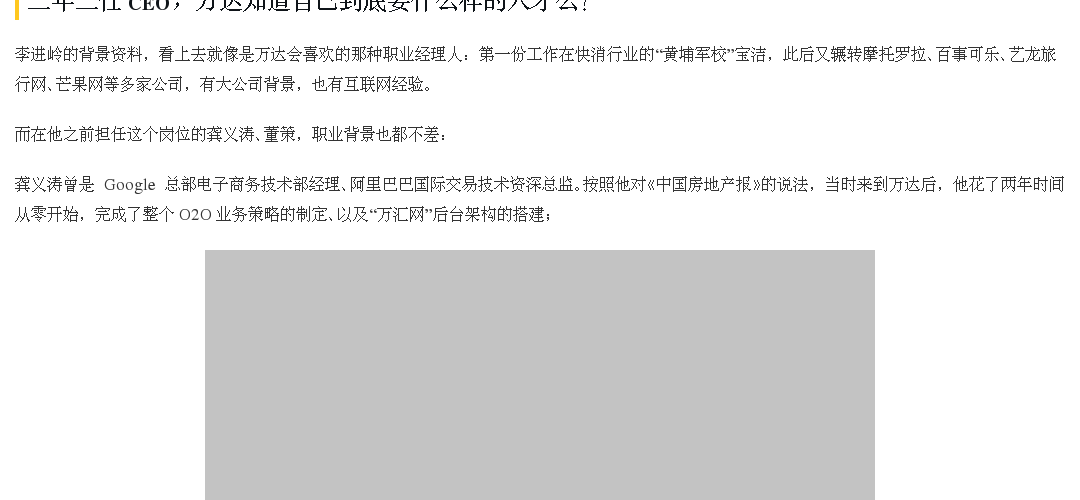 三年三任 CEO，万达知道自己到底要什么样的人才么？
李进岭的背景资料，看上去就像是万达会喜欢的那种职业经理人：第一份工作在快消行业的“黄埔军校”宝洁，此后又辗转摩托罗拉、百事可乐、艺龙旅
行网、芒果网等多家公司，有大公司背景，也有互联网经验。
而在他之前担任这个岗位的龚义涛、董策，职业背景也都不差：
龚义涛曾是 Google 总部电子商务技术部经理、阿里巴巴国际交易技术资深总监。按照他对《中国房地产报》的说法，当时来到万达后，他花了两年时间
从零开始，完成了整个 O2O 业务策略的制定、以及“万汇网”后台架构的搭建；